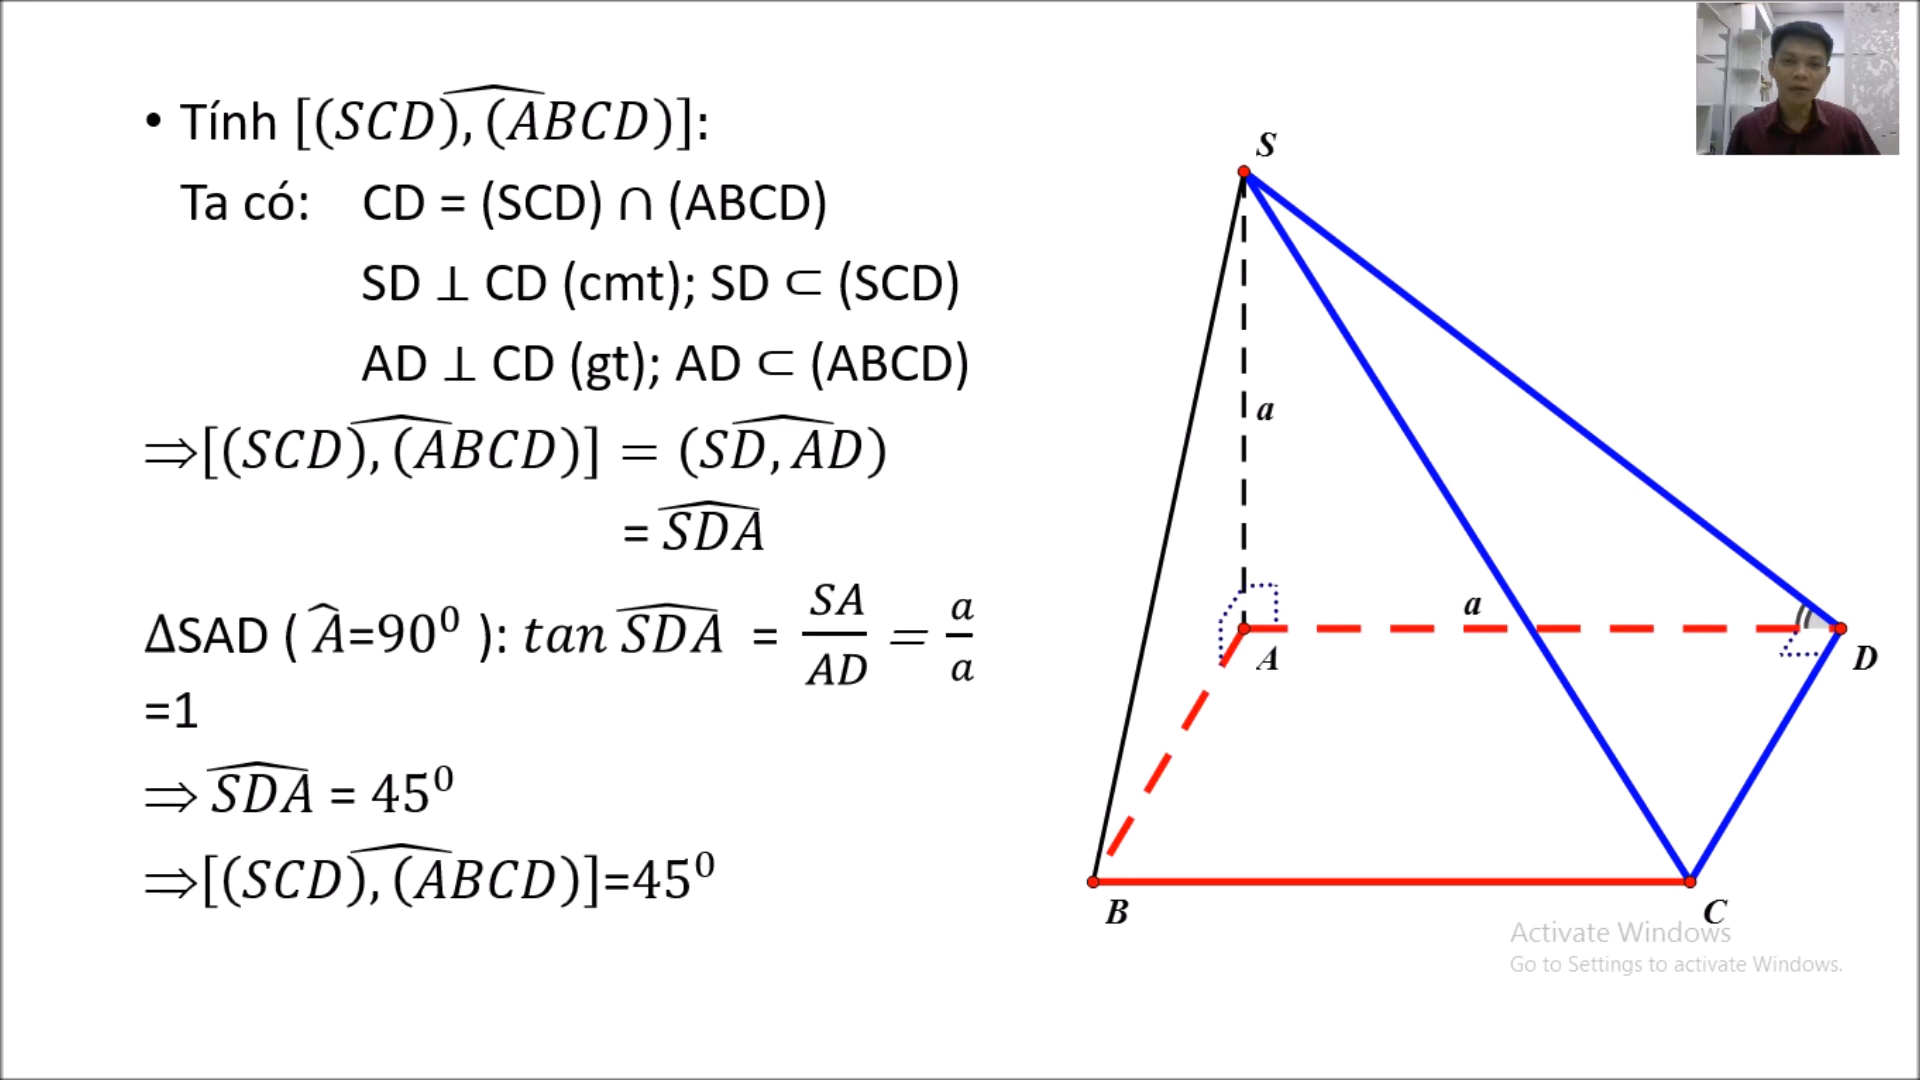 • Tính [(SCD), (ABCD)]:
Ta có: CD = (SCD) ∩ (ABCD)
SD ⊥ CD (cmt); SD ⊂ (SCD)
AD ⊥ CD (gt); AD ⊂ (ABCD)
⇒[(SCD), (ABCD)] = (SD, AD)
= SDA
ΔSAD ( Â=90⁰ ): tan SDA = SA/AD = a/a
=1
⇒ SDA = 45⁰
⇒[(SCD), (ABCD)]=45⁰
S
a
a
A
D
B
C
Activate Windows
Go to Settings to activate Windows.